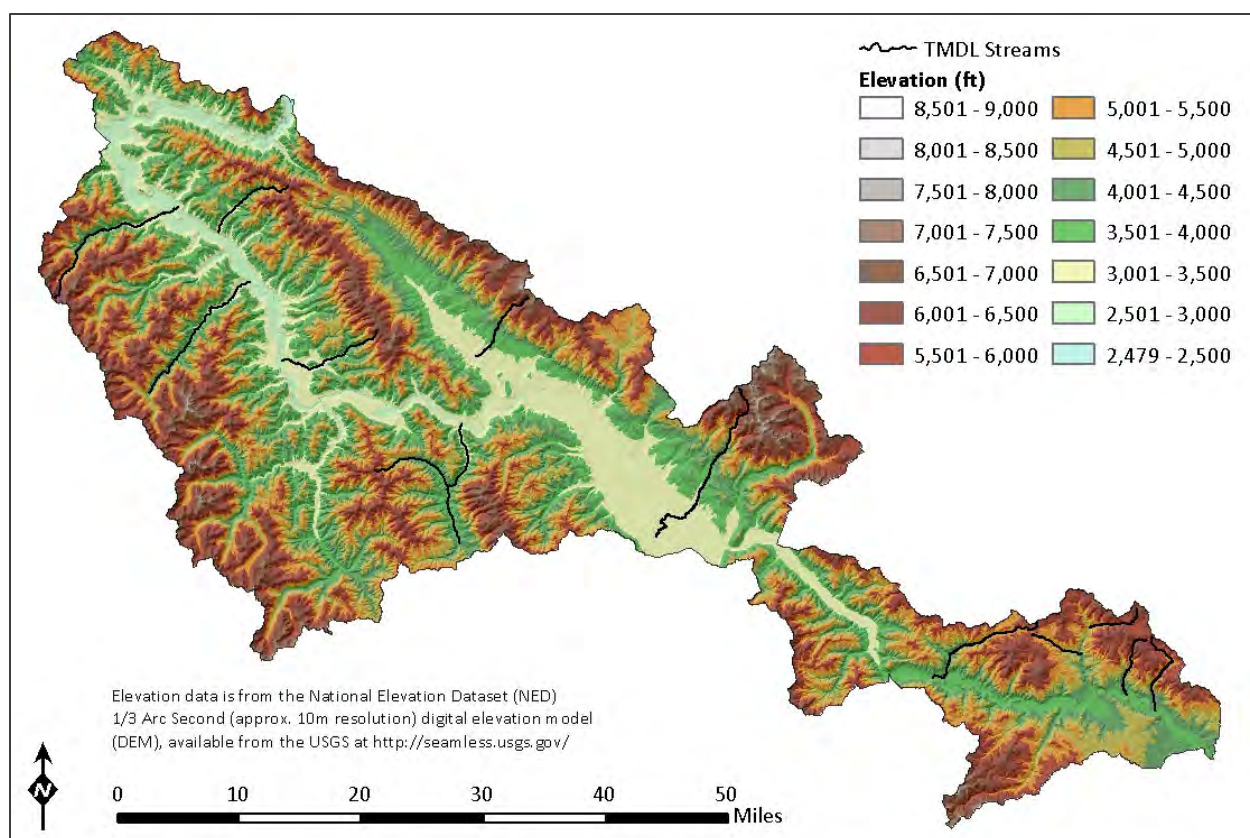 TMDL Streams
Elevation (ft)
8,501 - 9,000
8,001 - 8,500
7,501 - 8,000
7,001 - 7,500
6,501 - 7,000
6,001 - 6,500
5,501 - 6,000
5,001 - 5,500
4,501 - 5,000
4,001 - 4,500
3,501 - 4,000
3,001 - 3,500
2,501 - 3,000
2,479 - 2,500
Elevation data is from the National Elevation Dataset (NED)
1/3 Arc Second (approx. 10m resolution) digital elevation model
(DEM), available from the USGS at http://seamless.usgs.gov/
N
0 10 20 30 40 50
Miles